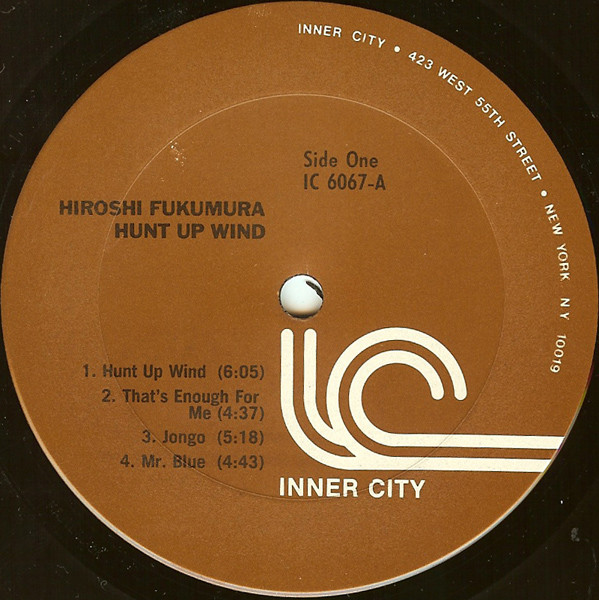 INNER CITY • 423 WEST 55TH STREET • NEW YORK, N Y 10019
Side One
IC 6067-A
HIROSHI FUKUMURA
HUNT UP WIND
1. Hunt Up Wind (6:05)
2. That's Enough For
Me (4:37)
3. Jongo (5:18)
4. Mr. Blue (4:43)
INNER CITY